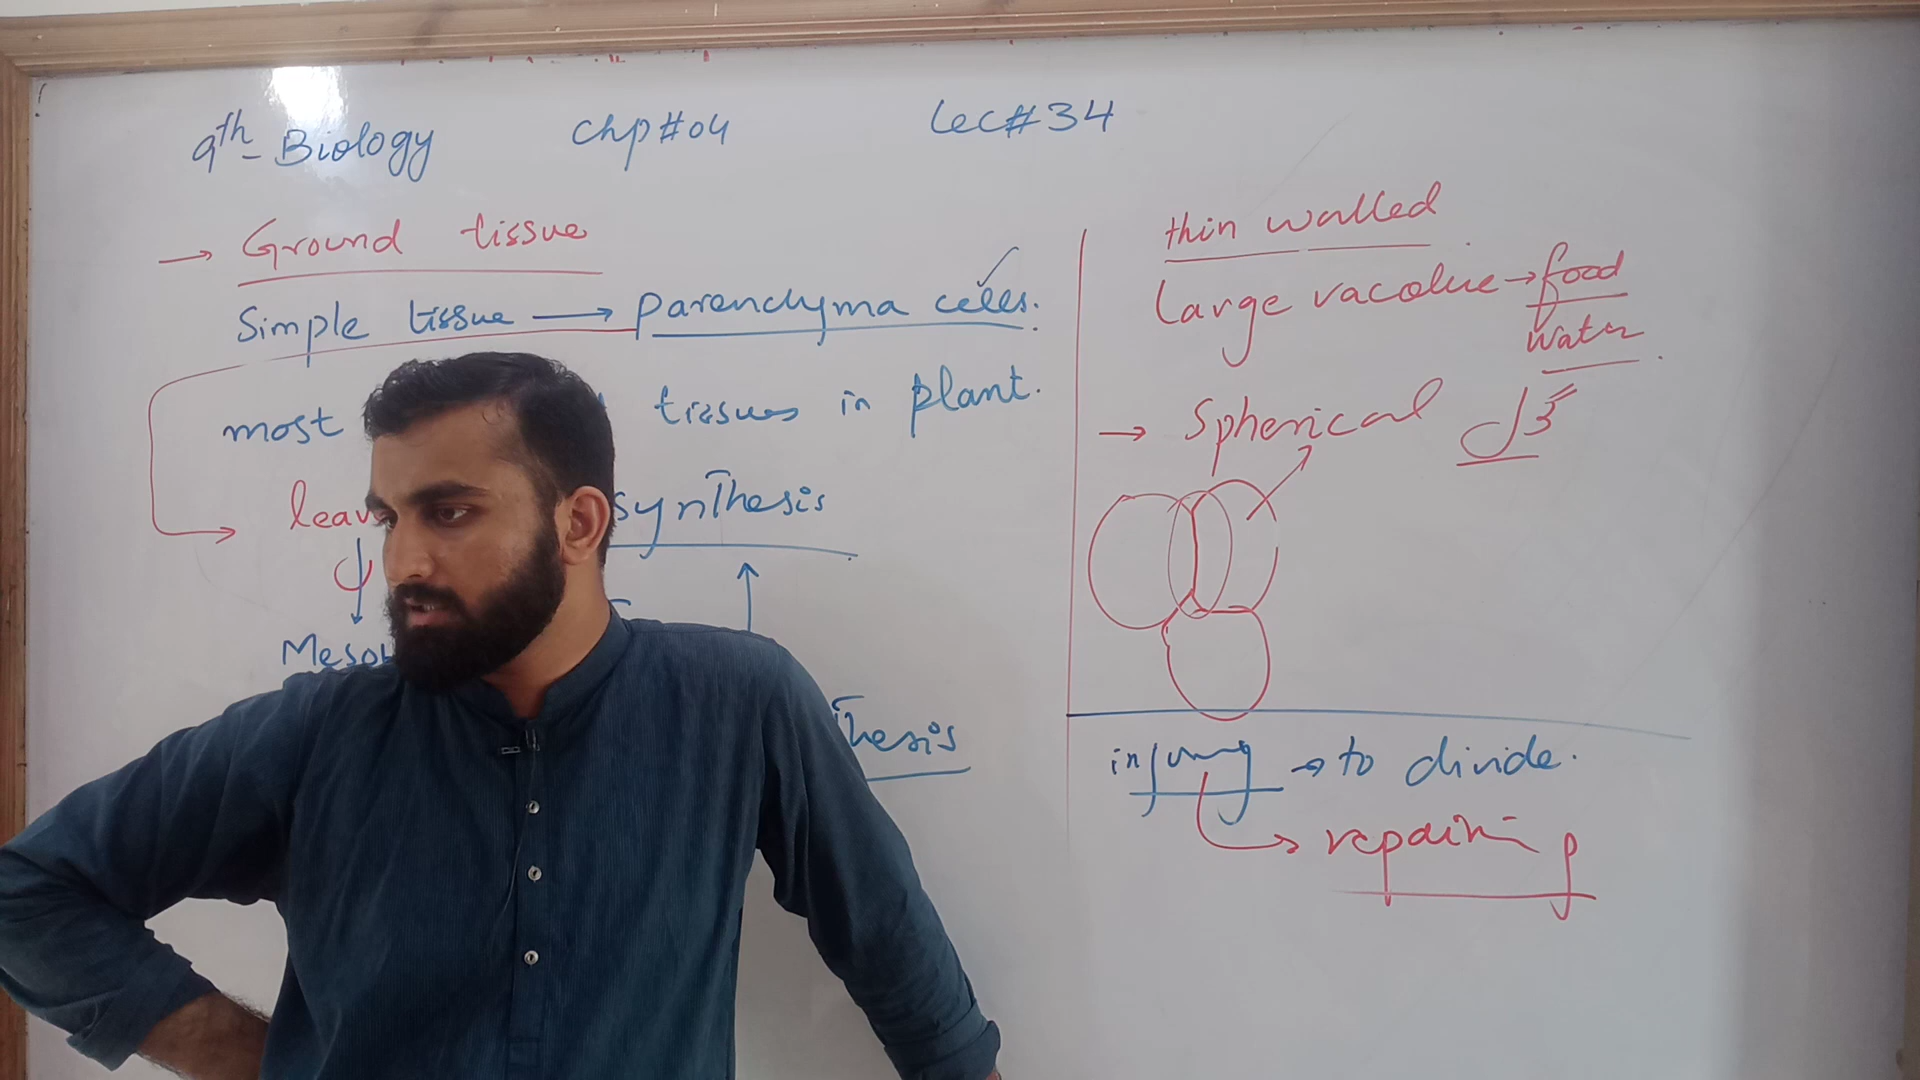 9th- Biology chp#04 Lec#34
→ Ground tissue
Simple tissue → parenchyma cells.
most tissues in plant.
leav synthesis
Meso
thesis
thin walled
Large vacolue → food
water
→ Spherical گول
injury → to divide.
repairing